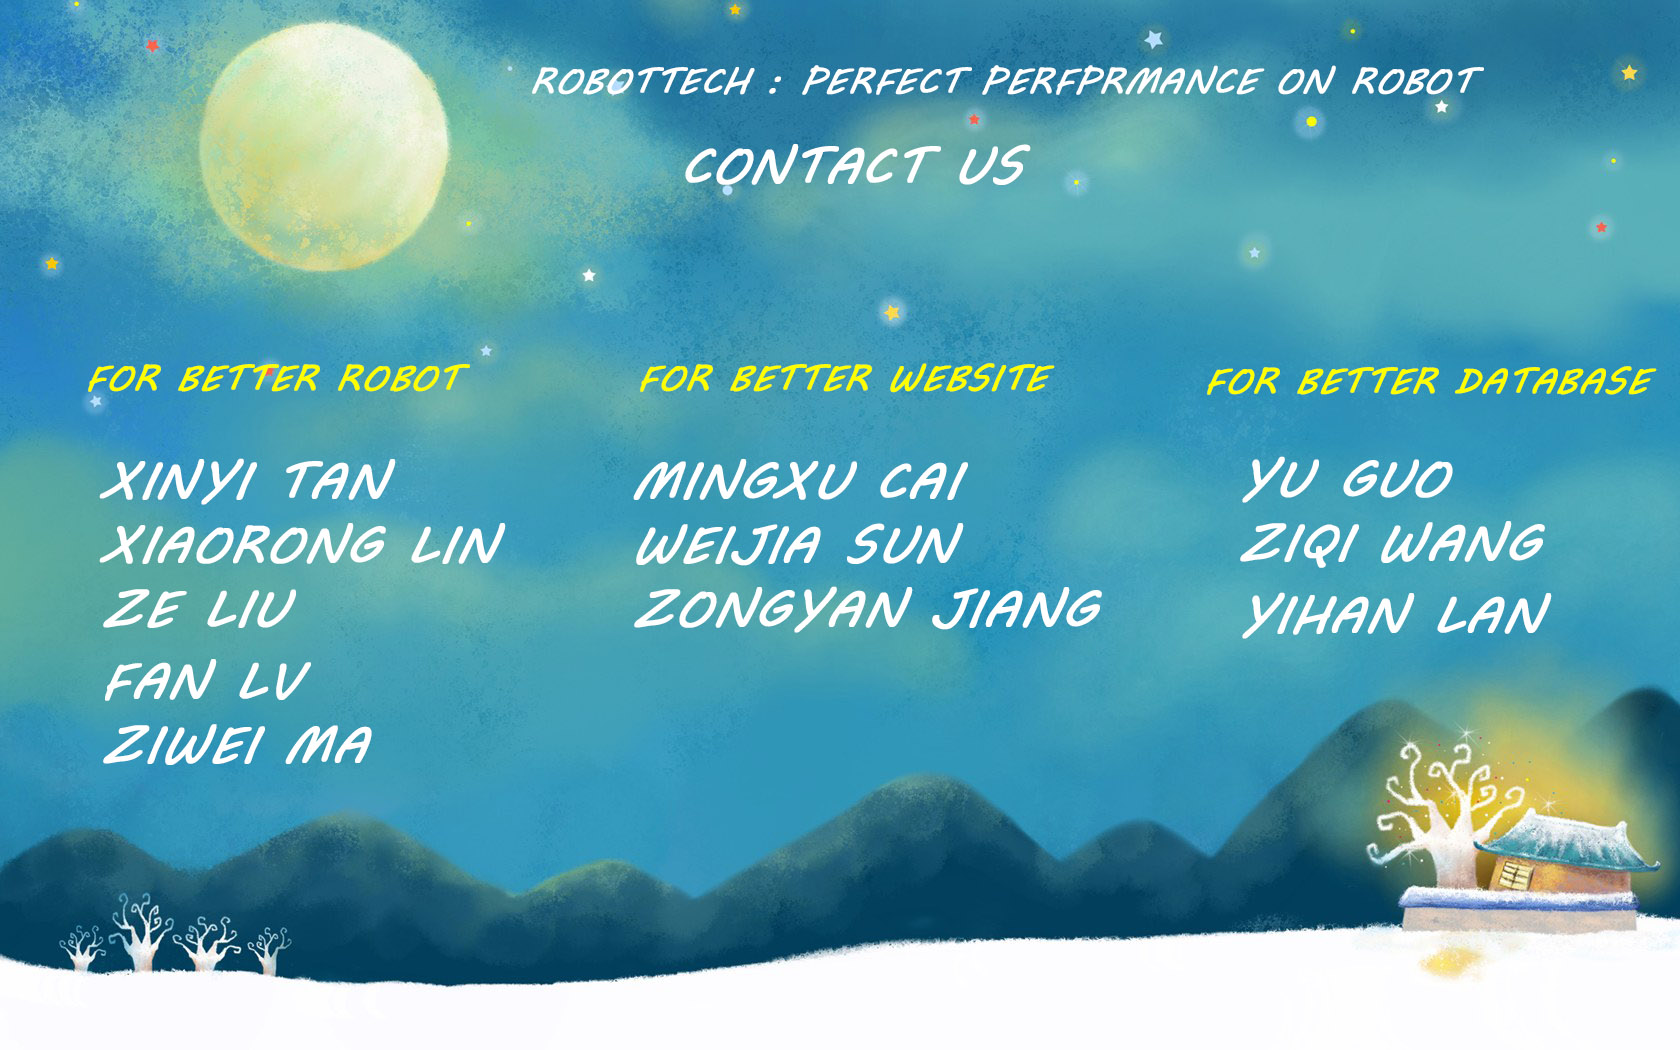 ROBOTTECH : PERFECT PERFPRMANCE ON ROBOT
CONTACT US
FOR BETTER ROBOT
XINYI TAN
XIAORONG LIN
ZE LIU
FAN LV
ZIWEI MA
FOR BETTER WEBSITE
MINGXU CAI
WEIJIA SUN
ZONGYAN JIANG
FOR BETTER DATABASE
YU GUO
ZIQI WANG
YIHAN LAN